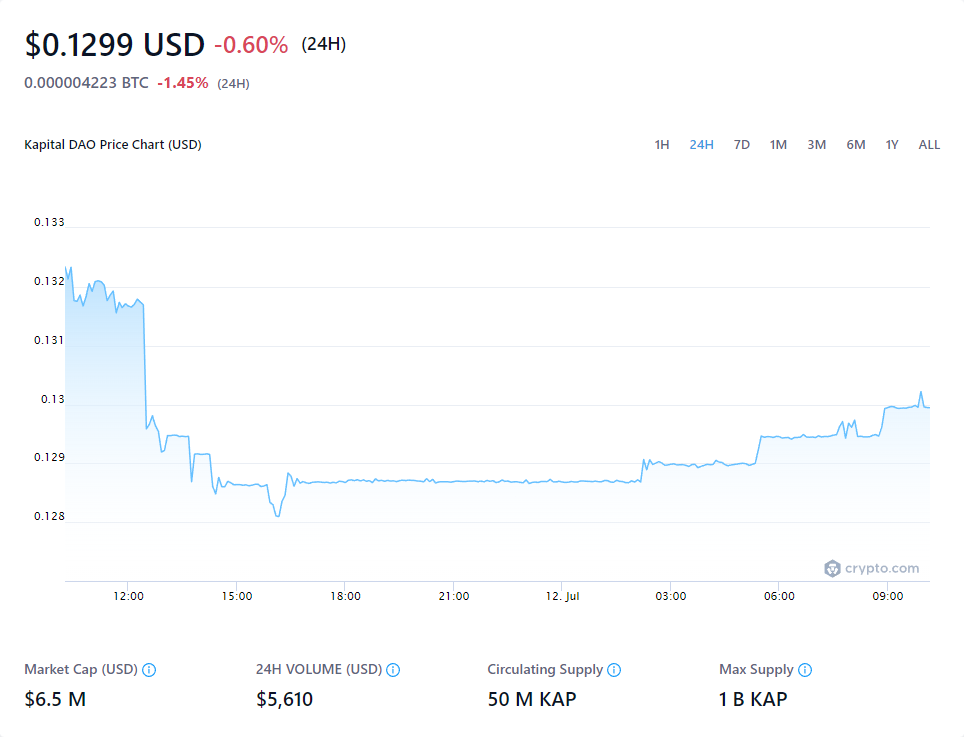 $0.1299 USD -0.60% (24H)
0.000004223 BTC -1.45% (24H)
Kapital DAO Price Chart (USD) 1H 24H 7D 1M 3M 6M 1Y ALL
0.133
0.132
0.131
0.13
0.129
0.128
crypto.com
12:00 15:00 18:00 21:00 12. Jul 03:00 06:00 09:00
Market Cap (USD) 24H VOLUME (USD) Circulating Supply Max Supply
$6.5 M $5,610 50 M KAP 1 B KAP